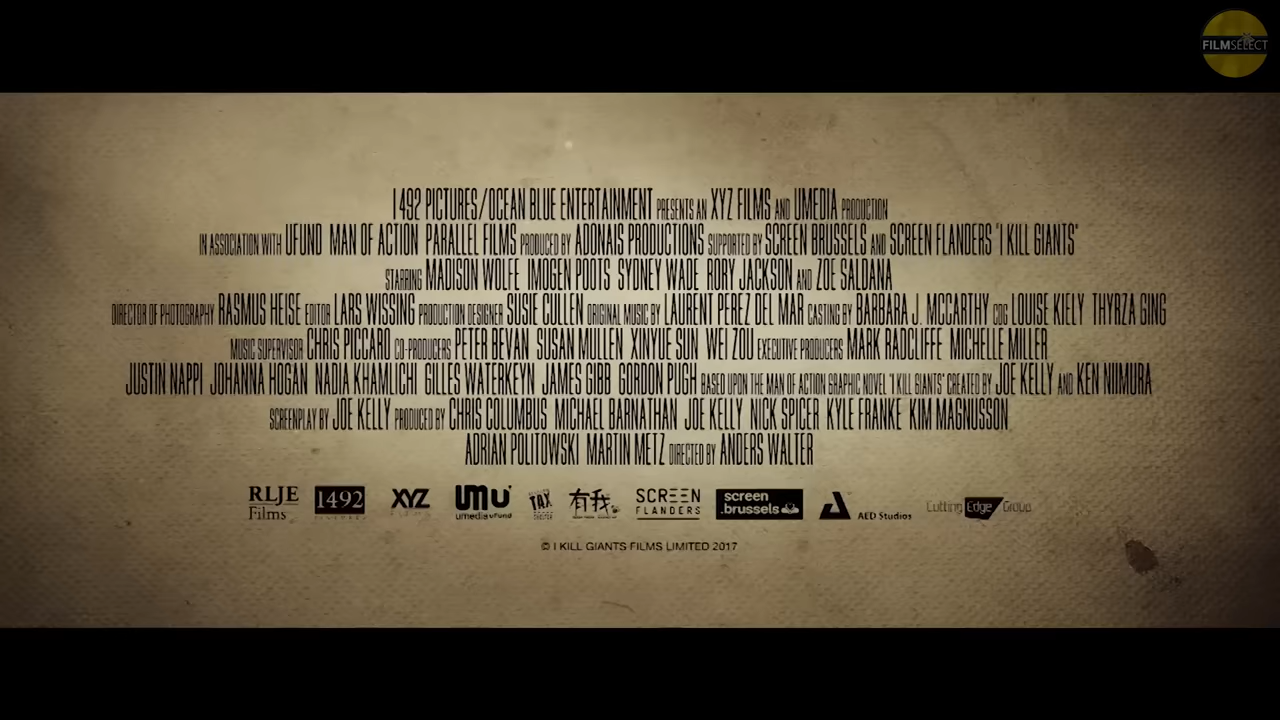 FILMSELECT
1492 PICTURES/OCEAN BLUE ENTERTAINMENT PRESENTS AN XYZ FILMS AND UMEDIA PRODUCTION
IN ASSOCIATION WITH UFUND MAN OF ACTION PARALLEL FILMS PRODUCED BY ADONAIS PRODUCTIONS SUPPORTED BY SCREEN BRUSSELS AND SCREEN FLANDERS "I KILL GIANTS"
STARRING MADISON WOLFE IMOGEN POOTS SYDNEY WADE RORY JACKSON AND ZOE SALDANA
DIRECTOR OF PHOTOGRAPHY RASMUS HEISE EDITOR LARS WISSING PRODUCTION DESIGNER SUSIE CULLEN ORIGINAL MUSIC BY LAURENT PEREZ DEL MAR CASTING BY BARBARA J. MCCARTHY CDG LOUISE KIELY THYRZA GING
MUSIC SUPERVISOR CHRIS PICCARO CO-PRODUCERS PETER BEVAN SUSAN MULLEN XINYUE SUN WEI ZOU EXECUTIVE PRODUCERS MARK RADCLIFFE MICHELLE MILLER
JUSTIN NAPPI JOHANNA HOGAN NADIA KHAMLICHI GILLES WATERKEYN JAMES GIBB GORDON PUGH BASED UPON THE MAN OF ACTION GRAPHIC NOVEL "I KILL GIANTS" CREATED BY JOE KELLY AND KEN NIIMURA
SCREENPLAY BY JOE KELLY PRODUCED BY CHRIS COLUMBUS MICHAEL BARNATHAN JOE KELLY NICK SPICER KYLE FRANKE KIM MAGNUSSON
ADRIAN POLITOWSKI MARTIN METZ DIRECTED BY ANDERS WALTER
RLJE Films 1492 XYZ UMU umedia ufund TAX 有我 SCREEN FLANDERS screen .brussels AED Studios Cutting Edge Group
© I KILL GIANTS FILMS LIMITED 2017